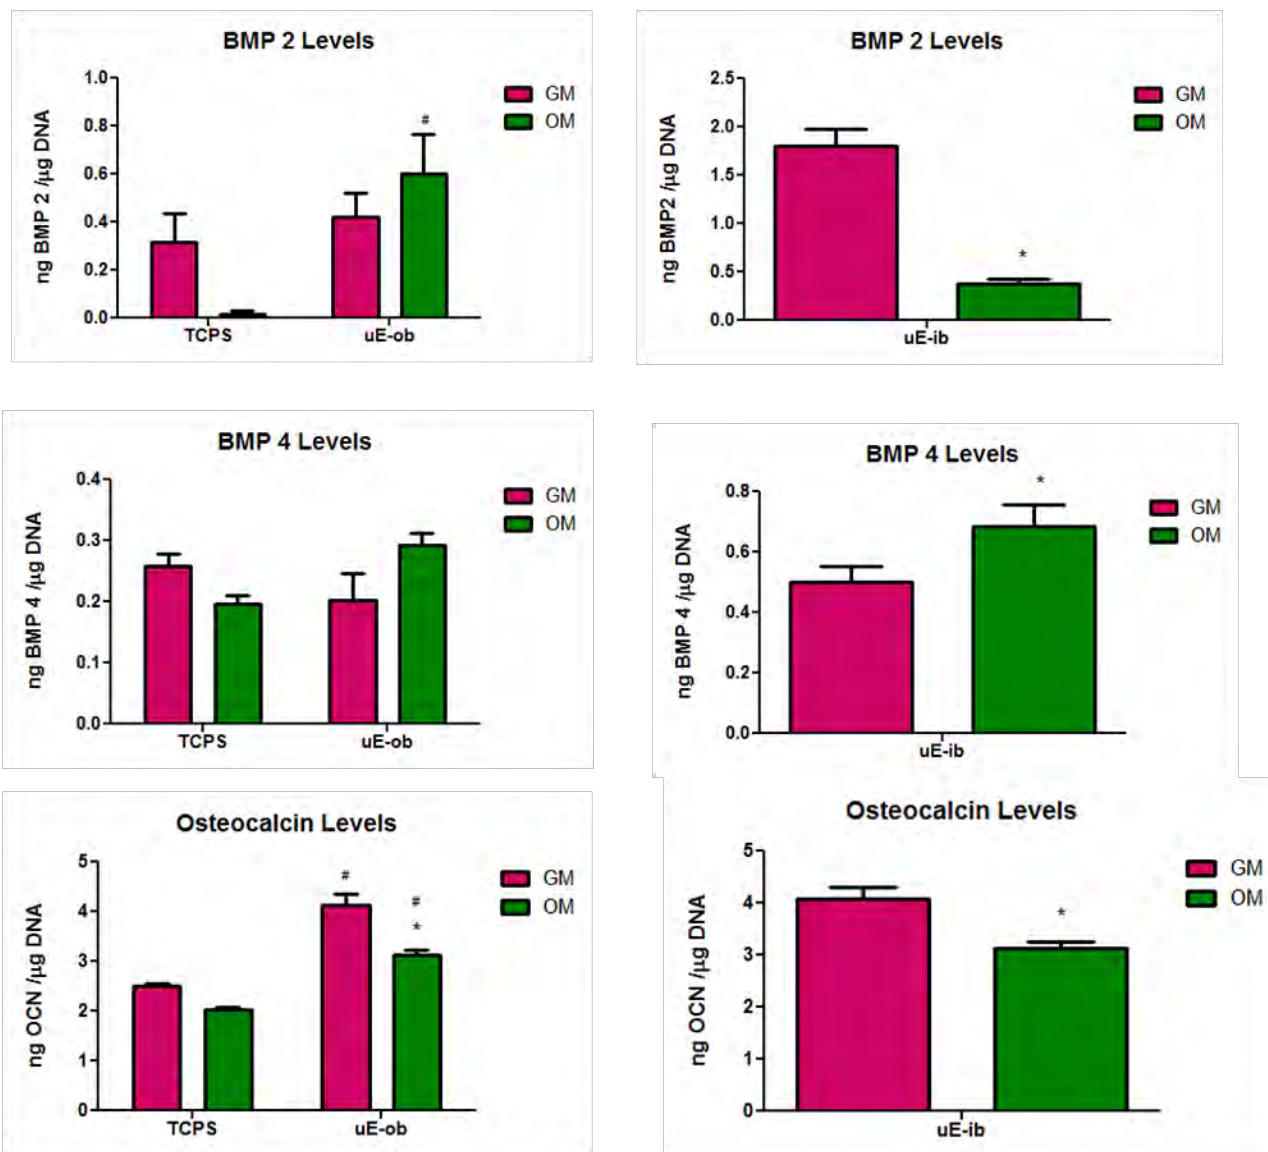 BMP 2 Levels
ng BMP 2 /µg DNA
1.0
0.8
0.6
0.4
0.2
0.0
#
GM
OM
TCPS
uE-ob
BMP 2 Levels
ng BMP2 /µg DNA
2.5
2.0
1.5
1.0
0.5
0.0
*
GM
OM
uE-ib
BMP 4 Levels
ng BMP 4 /µg DNA
0.4
0.3
0.2
0.1
0.0
GM
OM
TCPS
uE-ob
BMP 4 Levels
ng BMP 4 /µg DNA
0.8
0.6
0.4
0.2
0.0
*
GM
OM
uE-ib
Osteocalcin Levels
ng OCN /µg DNA
5
4
3
2
1
0
#
#
*
GM
OM
TCPS
uE-ob
Osteocalcin Levels
ng OCN /µg DNA
5
4
3
2
1
0
*
GM
OM
uE-ib